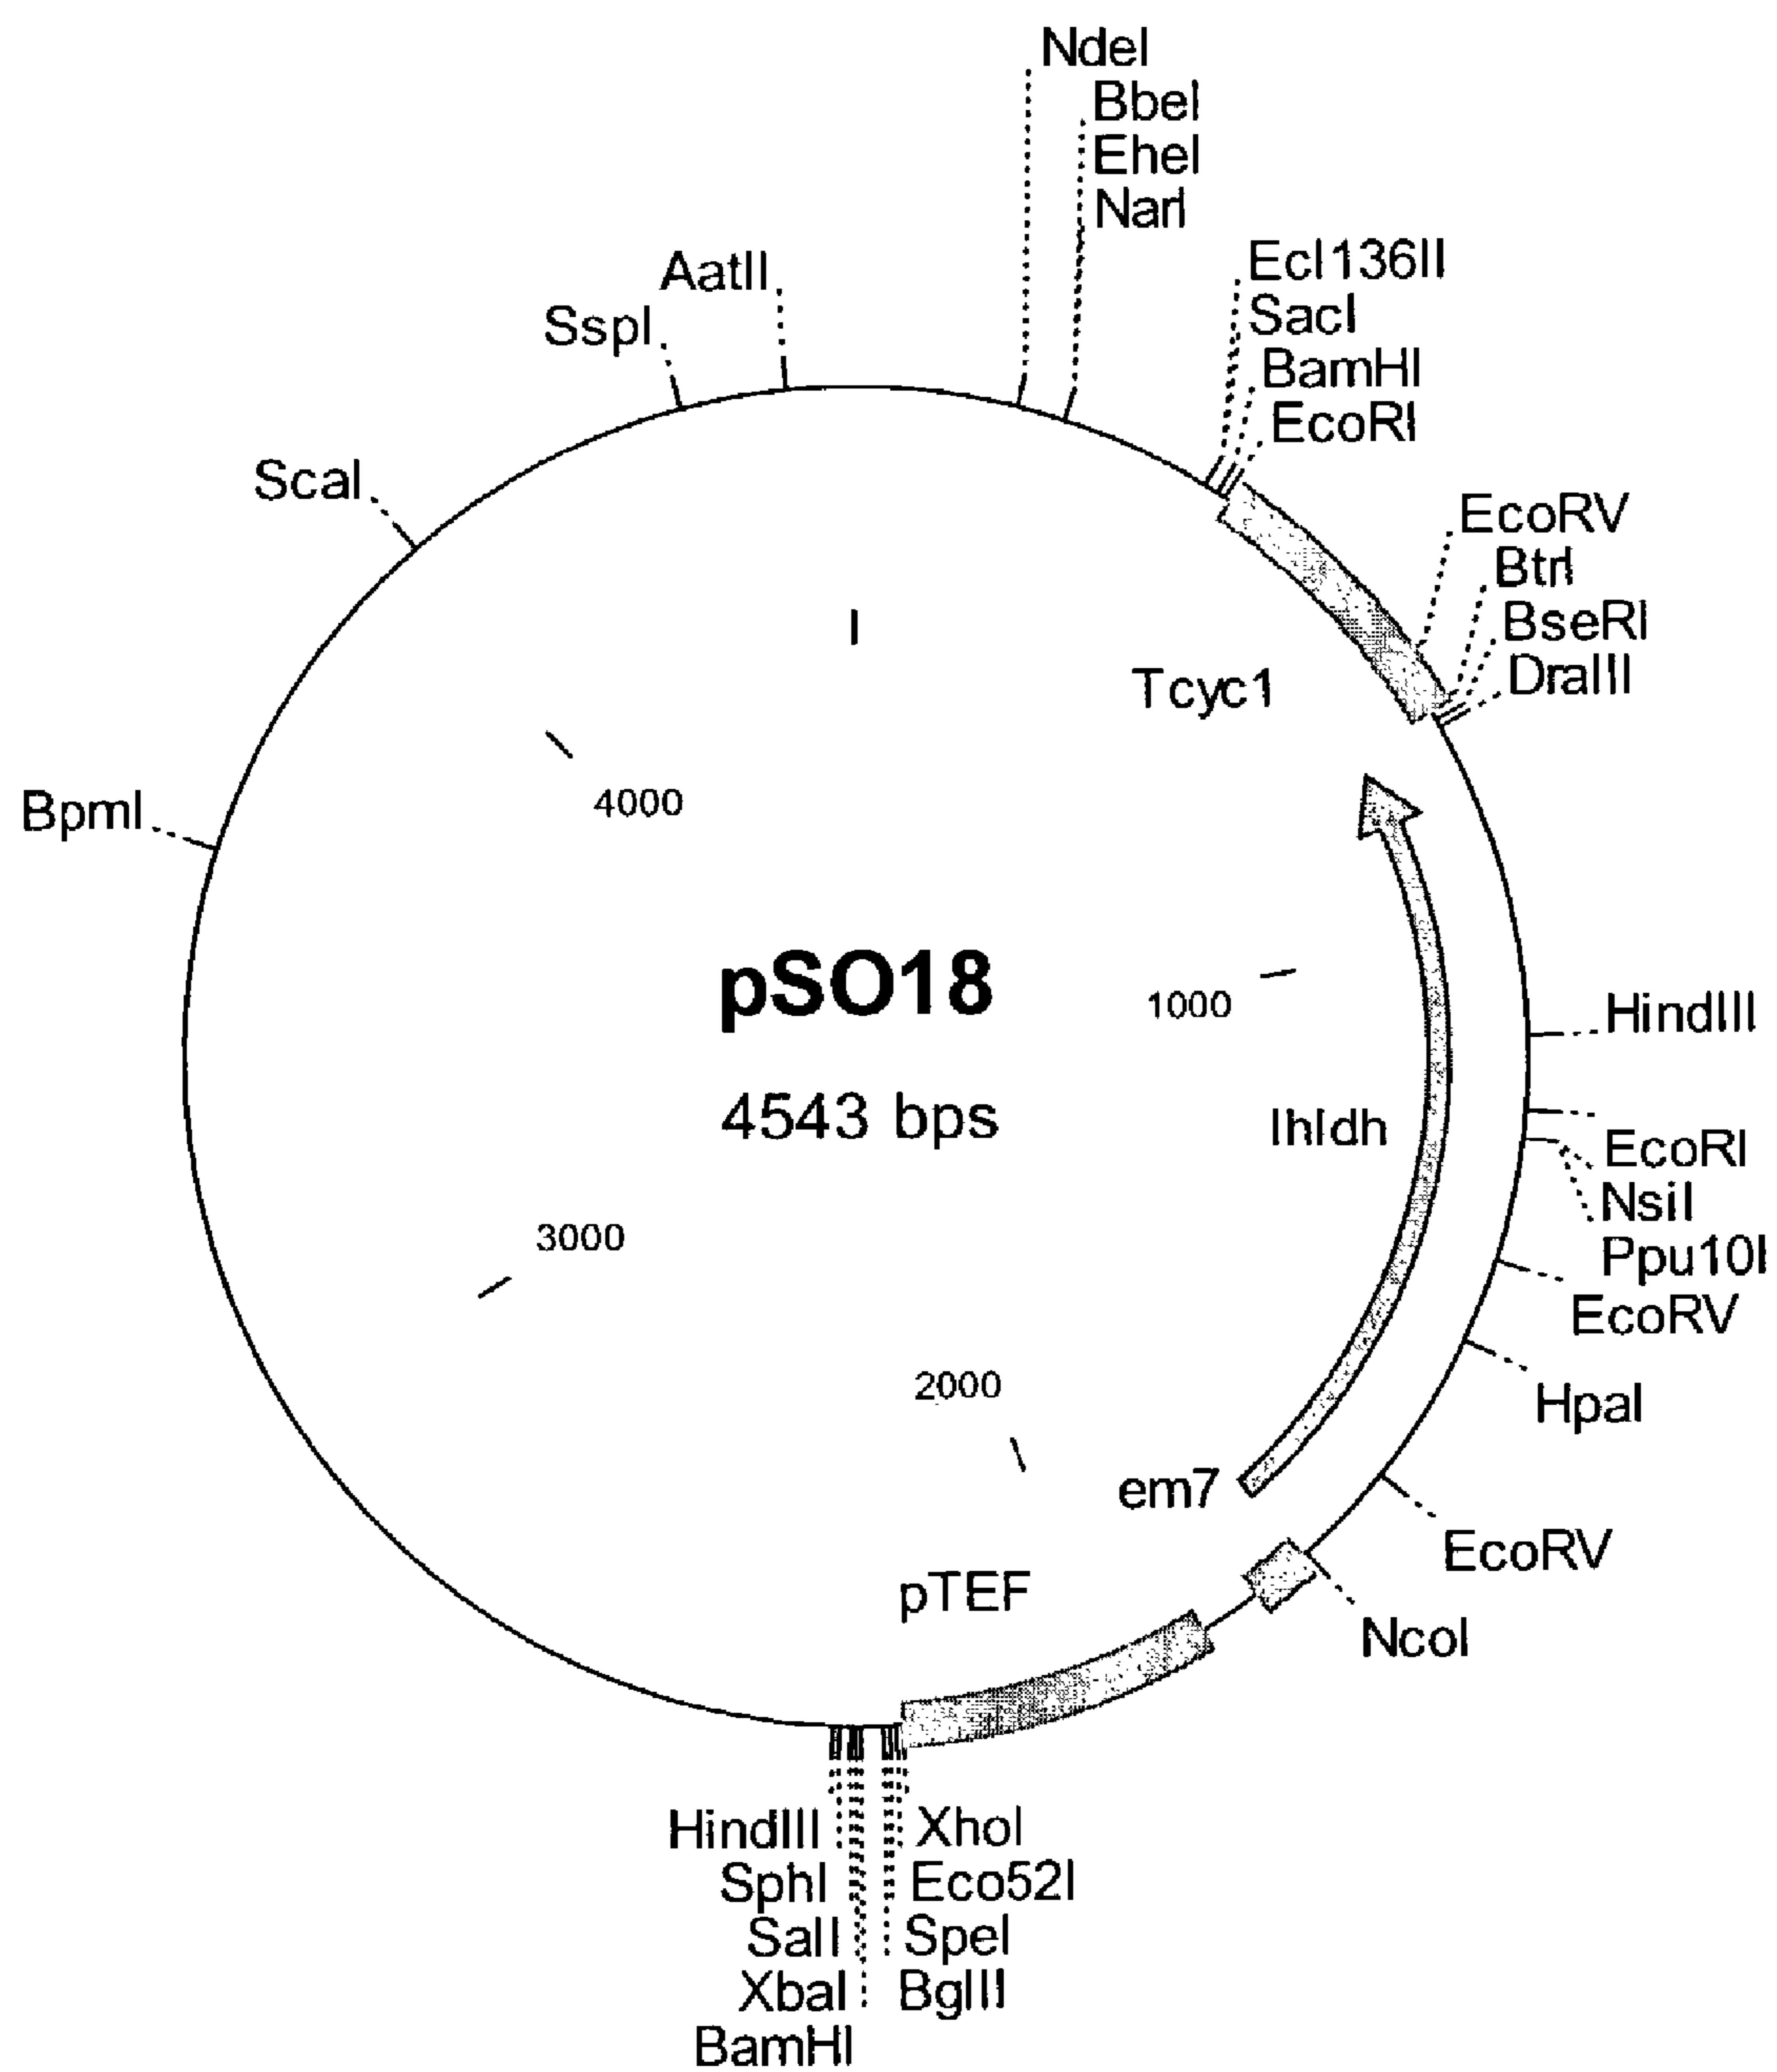 NdeI
BbeI
EheI
NarI
Ecl136II
SacI
BamHI
EcoRI
AatII
SspI
ScaI
BpmI
EcoRV
BtrI
BseRI
DraIII
Tcyc1
4000
pSO18
4543 bps
1000
HindIII
lhldh
EcoRI
NsiI
Ppu10I
EcoRV
HpaI
3000
2000
em7
EcoRV
NcoI
pTEF
HindIII
SphI
SalI
XbaI
BamHI
XhoI
Eco52I
SpeI
BglII